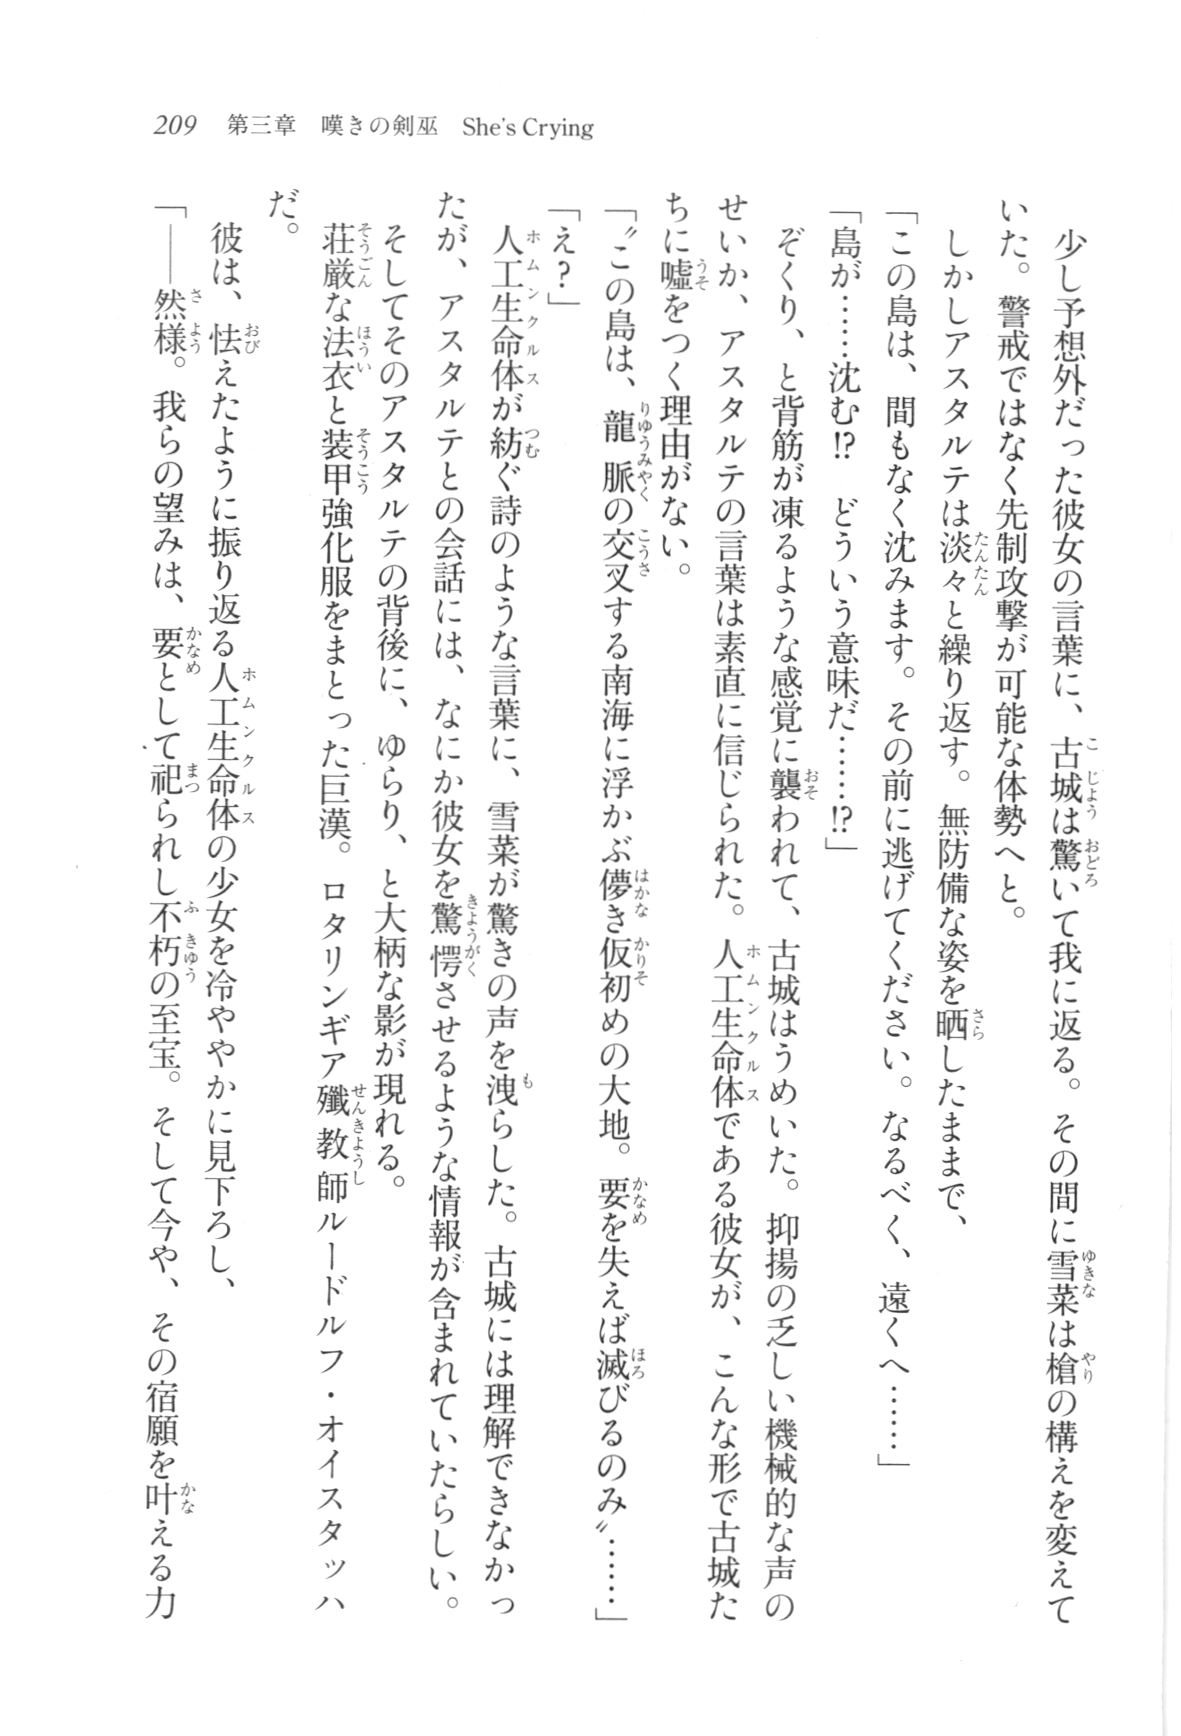 209　第三章　嘆きの剣巫　She's Crying
　少し予想外だった彼女の言葉に、古城は驚いて我に返る。その間に雪菜は槍の構えを変えて
いた。警戒ではなく先制攻撃が可能な体勢へと。
　しかしアスタルテは淡々と繰り返す。無防備な姿を晒したままで、
「この島は、間もなく沈みます。その前に逃げてください。なるべく、遠くへ……」
「島が……沈む!?　どういう意味だ……!?」
　ぞくり、と背筋が凍るような感覚に襲われて、古城はうめいた。抑揚の乏しい機械的な声の
せいか、アスタルテの言葉は素直に信じられた。人工生命体である彼女が、こんな形で古城た
ちに嘘をつく理由がない。
「〝この島は、龍脈の交叉する南海に浮かぶ儚き仮初めの大地。要を失えば滅びるのみ〟……」
「え？」
　人工生命体が紡ぐ詩のような言葉に、雪菜が驚きの声を洩らした。古城には理解できなかっ
たが、アスタルテとの会話には、なにか彼女を驚愕させるような情報が含まれていたらしい。
　そしてそのアスタルテの背後に、ゆらり、と大柄な影が現れる。
　荘厳な法衣と装甲強化服をまとった巨漢。ロタリンギア殲教師ルードルフ・オイスタッハ
だ。
　彼は、怯えたように振り返る人工生命体の少女を冷ややかに見下ろし、
「——然様。我らの望みは、要として祀られし不朽の至宝。そして今や、その宿願を叶える力